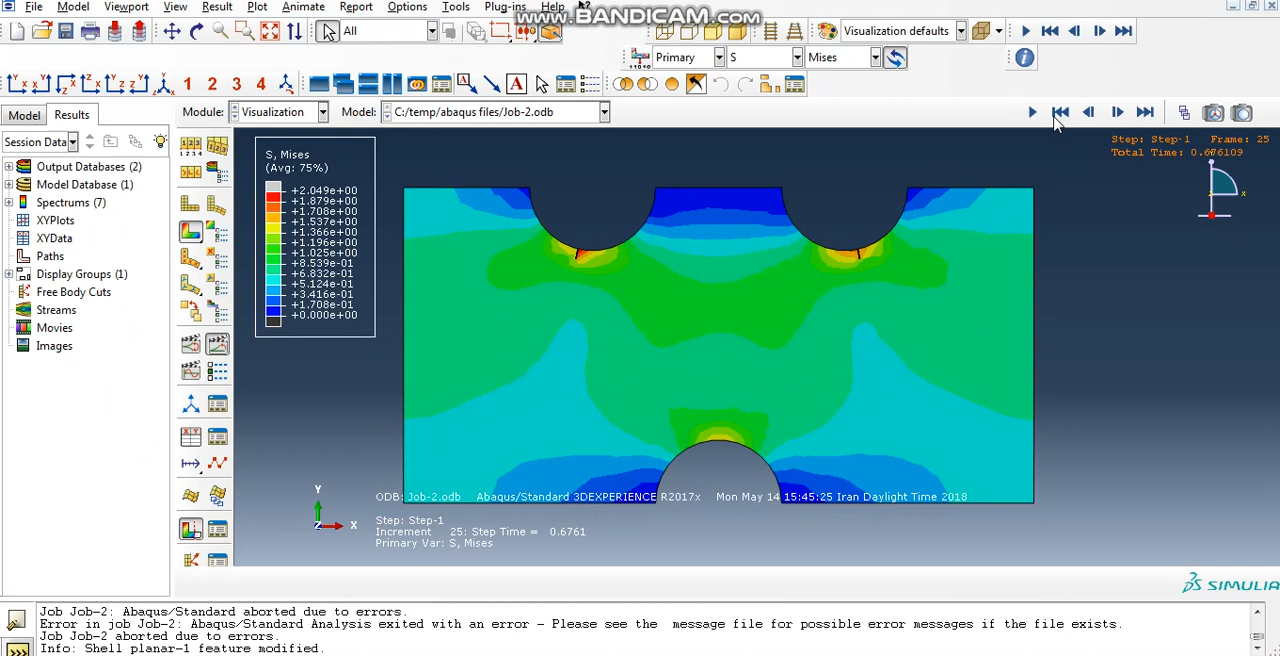 File Model Viewport View Result Plot Animate Report Options Tools Plug-ins Help
www.BANDICAM.com
All
Visualization defaults
Primary S Mises
1 2 3 4 A
Model Results
Module: Visualization Model: C:/temp/abaqus files/Job-2.odb
Session Data
Output Databases (2)
Model Database (1)
Spectrums (7)
XYPlots
XYData
Paths
Display Groups (1)
Free Body Cuts
Streams
Movies
Images
S, Mises
(Avg: 75%)
+2.049e+00
+1.879e+00
+1.708e+00
+1.537e+00
+1.366e+00
+1.196e+00
+1.025e+00
+8.539e-01
+6.832e-01
+5.124e-01
+3.416e-01
+1.708e-01
+0.000e+00
Step: Step-1 Frame: 25
Total Time: 0.676109
Y
X
ODB: Job-2.odb Abaqus/Standard 3DEXPERIENCE R2017x Mon May 14 15:45:25 Iran Daylight Time 2018
Step: Step-1
Increment 25: Step Time = 0.6761
Primary Var: S, Mises
SIMULIA
Job Job-2: Abaqus/Standard aborted due to errors.
Error in job Job-2: Abaqus/Standard Analysis exited with an error - Please see the message file for possible error messages if the file exists.
Job Job-2 aborted due to errors.
Info: Shell planar-1 feature modified.